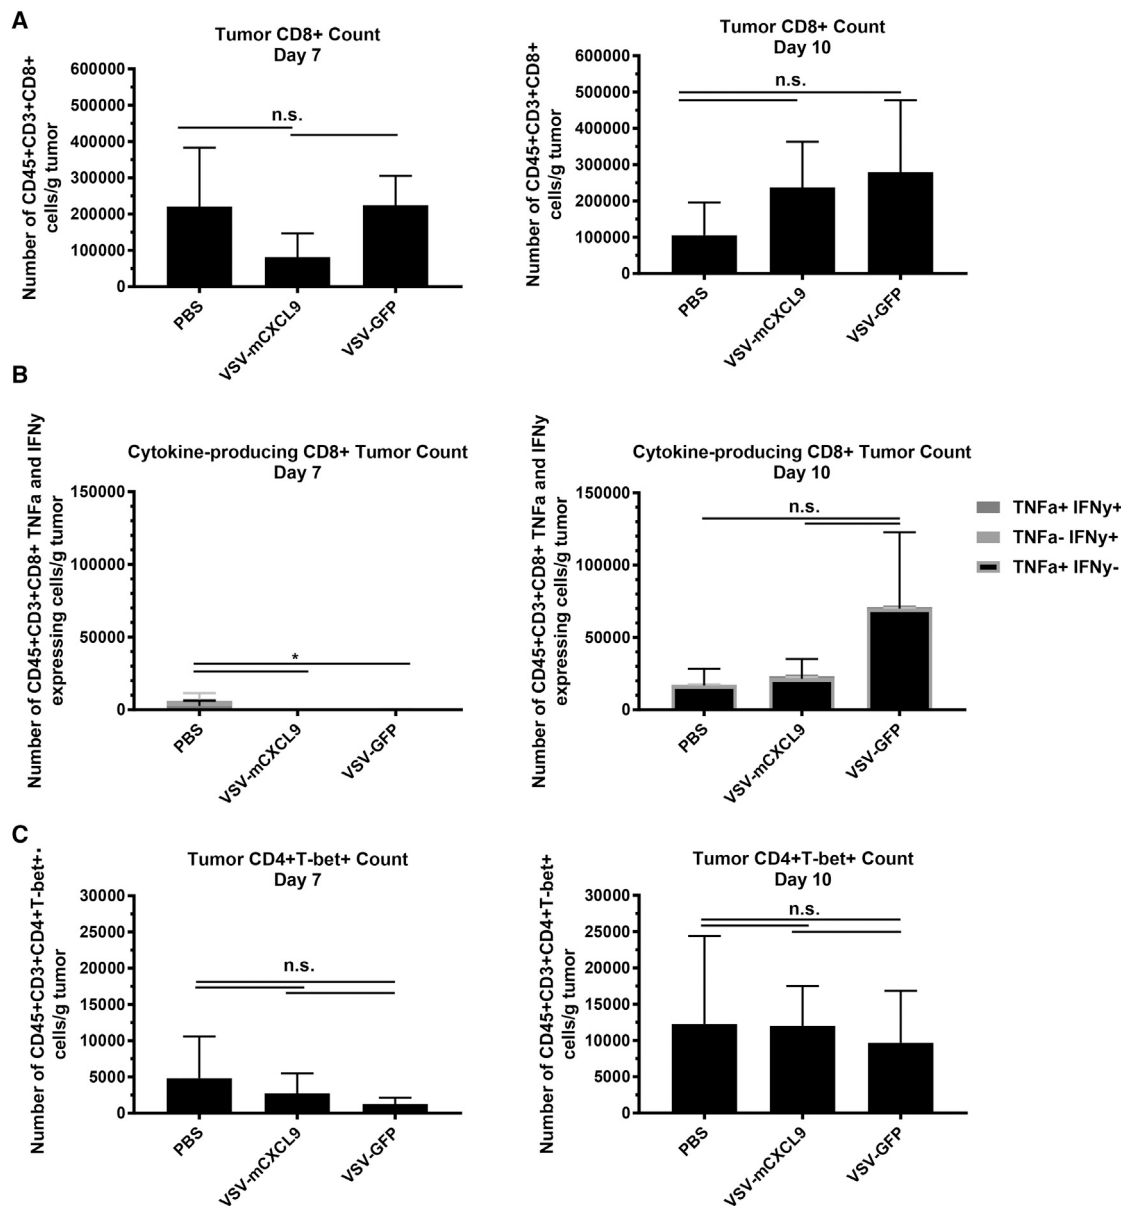 A
Tumor CD8+ Count
Day 7
Number of CD45+CD3+CD8+
cells/g tumor
600000
500000
400000
300000
200000
100000
0
n.s.
PBS
VSV-mCXCL9
VSV-GFP
Tumor CD8+ Count
Day 10
Number of CD45+CD3+CD8+
cells/g tumor
600000
500000
400000
300000
200000
100000
0
n.s.
PBS
VSV-mCXCL9
VSV-GFP
B
Cytokine-producing CD8+ Tumor Count
Day 7
Number of CD45+CD3+CD8+ TNFa and IFNy
expressing cells/g tumor
150000
100000
50000
0
*
PBS
VSV-mCXCL9
VSV-GFP
Cytokine-producing CD8+ Tumor Count
Day 10
Number of CD45+CD3+CD8+ TNFa and IFNy
expressing cells/g tumor
150000
100000
50000
0
n.s.
PBS
VSV-mCXCL9
VSV-GFP
TNFa+ IFNy+
TNFa- IFNy+
TNFa+ IFNy-
C
Tumor CD4+T-bet+ Count
Day 7
Number of CD45+CD3+CD4+T-bet+
cells/g tumor
30000
25000
20000
15000
10000
5000
0
n.s.
PBS
VSV-mCXCL9
VSV-GFP
Tumor CD4+T-bet+ Count
Day 10
Number of CD45+CD3+CD4+T-bet+
cells/g tumor
30000
25000
20000
15000
10000
5000
0
n.s.
PBS
VSV-mCXCL9
VSV-GFP